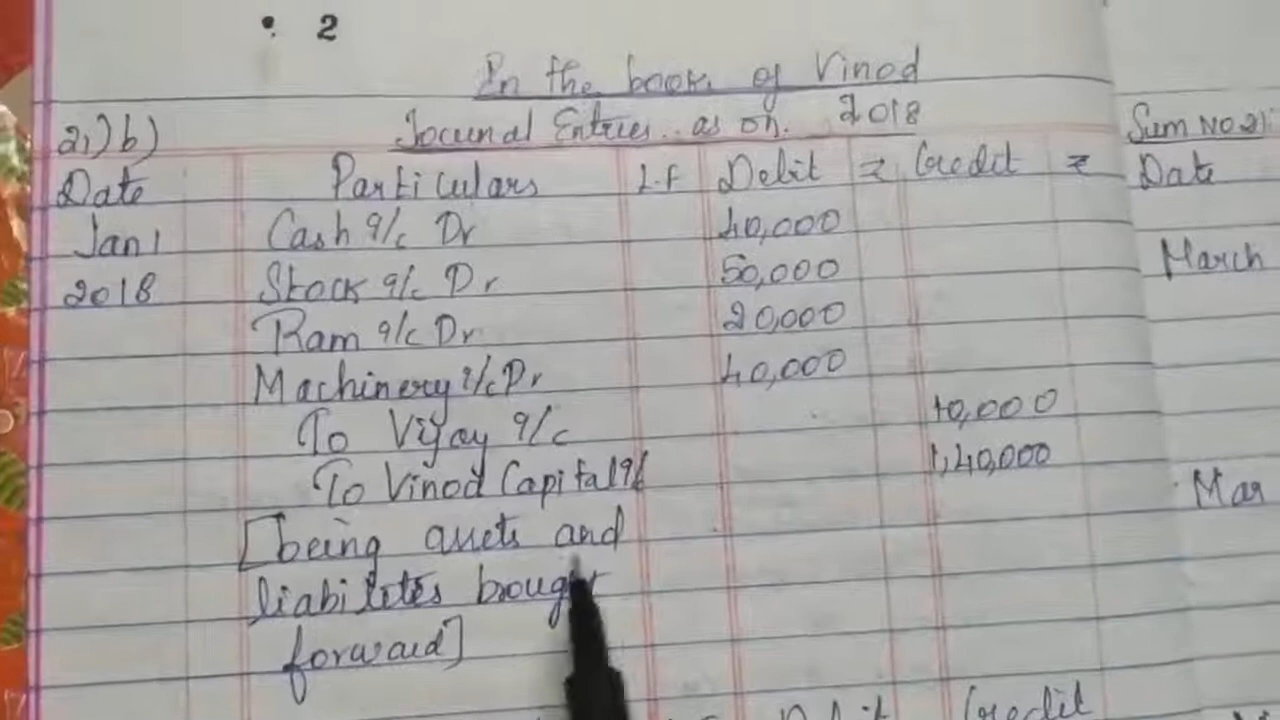 • 2
In the book of Vinod
2,)b) Journal Entries.. as on. 2018 Sum No 2)
Date Particulars L.F Debit ₹ Credit ₹ Date
Jan 1 Cash a/c Dr 40,000
March
2018 Stock a/c Dr 50,000
Ram a/c Dr 20,000
Machinery a/c Dr 40,000
To Vijay a/c 10,000
To Vinod Capital a/c 1,40,000
Mar
[being assets and
liabilites brought
forward]
Debit Credit